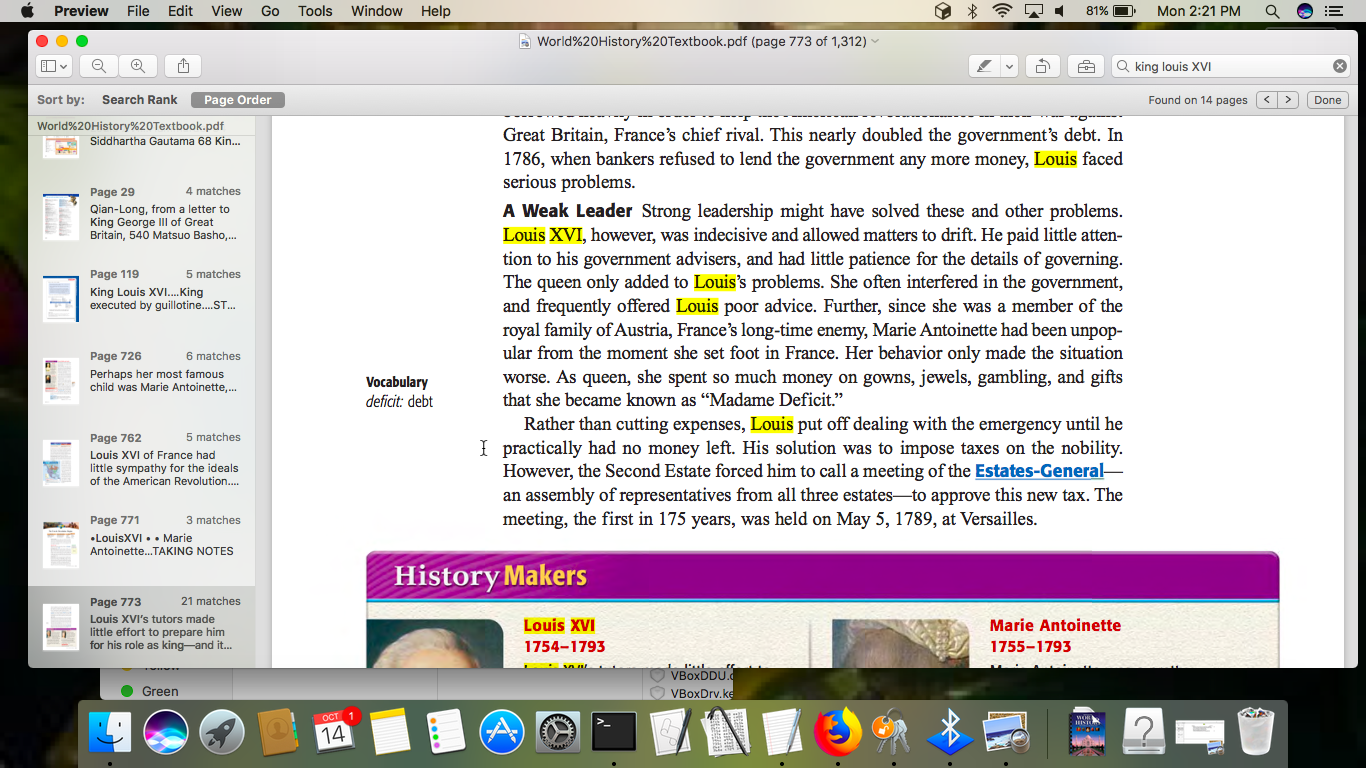 Preview File Edit View Go Tools Window Help 81% Mon 2:21 PM
World%20History%20Textbook.pdf (page 773 of 1,312)
king louis XVI
Sort by: Search Rank Page Order Found on 14 pages Done
World%20History%20Textbook.pdf
Siddhartha Gautama 68 Kin...
Page 29 4 matches
Qian-Long, from a letter to
King George III of Great
Britain, 540 Matsuo Basho,...
Page 119 5 matches
King Louis XVI....King
executed by guillotine....ST...
Page 726 6 matches
Perhaps her most famous
child was Marie Antoinette,...
Page 762 5 matches
Louis XVI of France had
little sympathy for the ideals
of the American Revolution....
Page 771 3 matches
•LouisXVI • • Marie
Antoinette...TAKING NOTES
Page 773 21 matches
Louis XVI's tutors made
little effort to prepare him
for his role as king—and it...
Great Britain, France's chief rival. This nearly doubled the government's debt. In
1786, when bankers refused to lend the government any more money, Louis faced
serious problems.
A Weak Leader Strong leadership might have solved these and other problems.
Louis XVI, however, was indecisive and allowed matters to drift. He paid little atten-
tion to his government advisers, and had little patience for the details of governing.
The queen only added to Louis's problems. She often interfered in the government,
and frequently offered Louis poor advice. Further, since she was a member of the
royal family of Austria, France's long-time enemy, Marie Antoinette had been unpop-
ular from the moment she set foot in France. Her behavior only made the situation
worse. As queen, she spent so much money on gowns, jewels, gambling, and gifts
that she became known as “Madame Deficit.”
Vocabulary
deficit: debt
Rather than cutting expenses, Louis put off dealing with the emergency until he
practically had no money left. His solution was to impose taxes on the nobility.
However, the Second Estate forced him to call a meeting of the Estates-General—
an assembly of representatives from all three estates—to approve this new tax. The
meeting, the first in 175 years, was held on May 5, 1789, at Versailles.
History Makers
Louis XVI
1754–1793
Marie Antoinette
1755–1793
Green
VBoxDDU.
VBoxDrv.ke
OCT 14
1